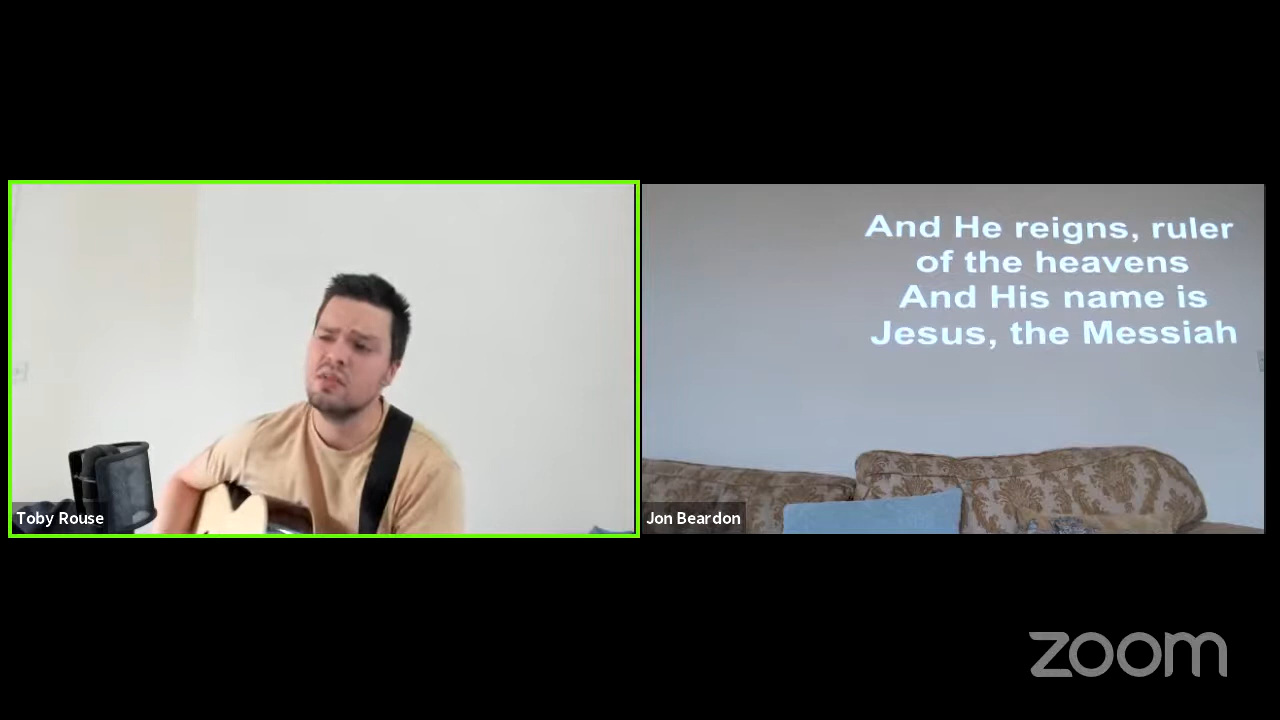 And He reigns, ruler
of the heavens
And His name is
Jesus, the Messiah
Toby Rouse
Jon Beardon
zoom